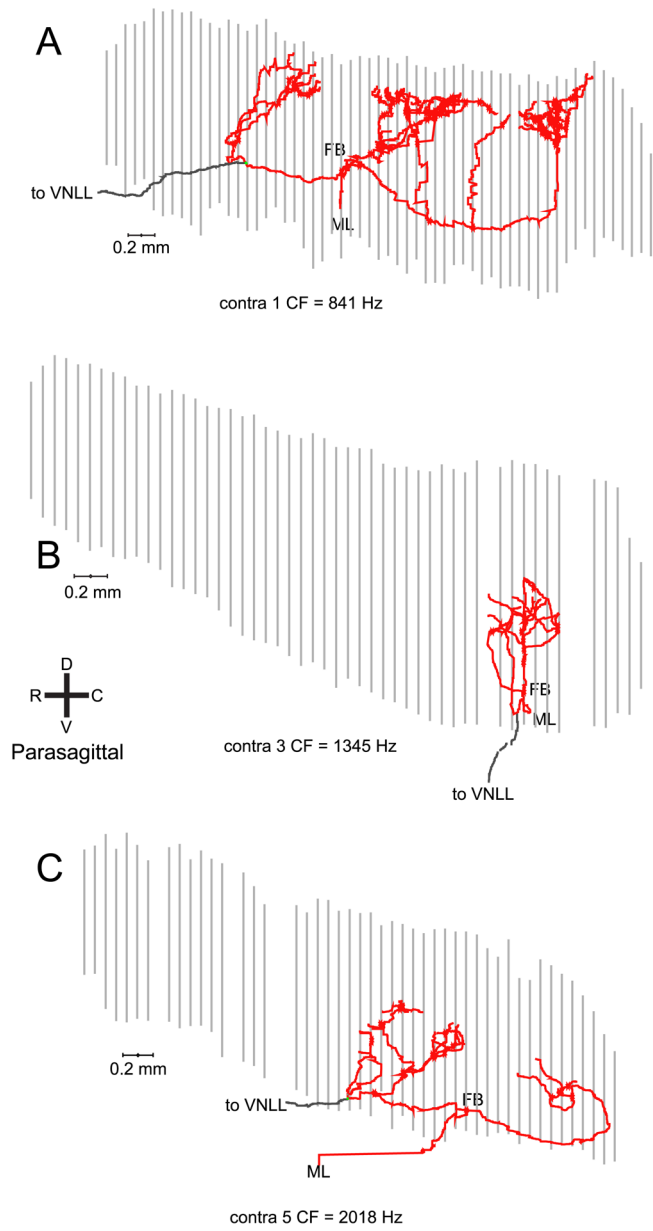 A
FB
to VNLL
ML
0.2 mm
contra 1 CF = 841 Hz
B
0.2 mm
D
R C
V
Parasagittal
FB
ML
contra 3 CF = 1345 Hz
to VNLL
C
0.2 mm
to VNLL
FB
ML
contra 5 CF = 2018 Hz